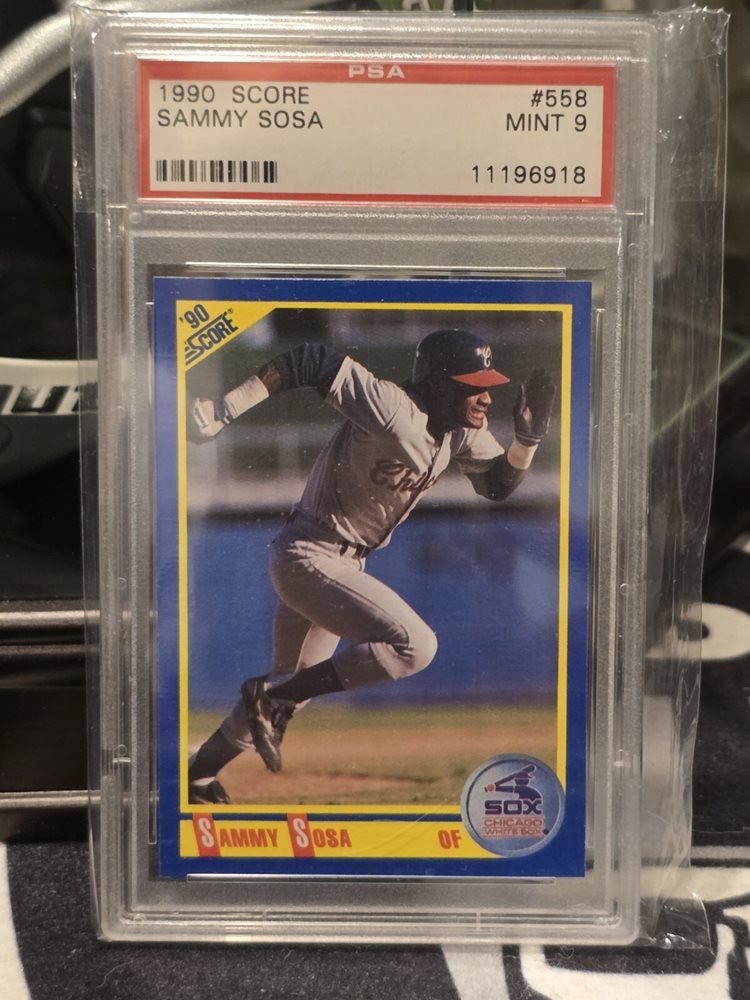 PSA
1990 SCORE #558
SAMMY SOSA MINT 9
11196918
'90
SCORE®
C
SOX
CHICAGO
WHITE SOX
SAMMY SOSA OF